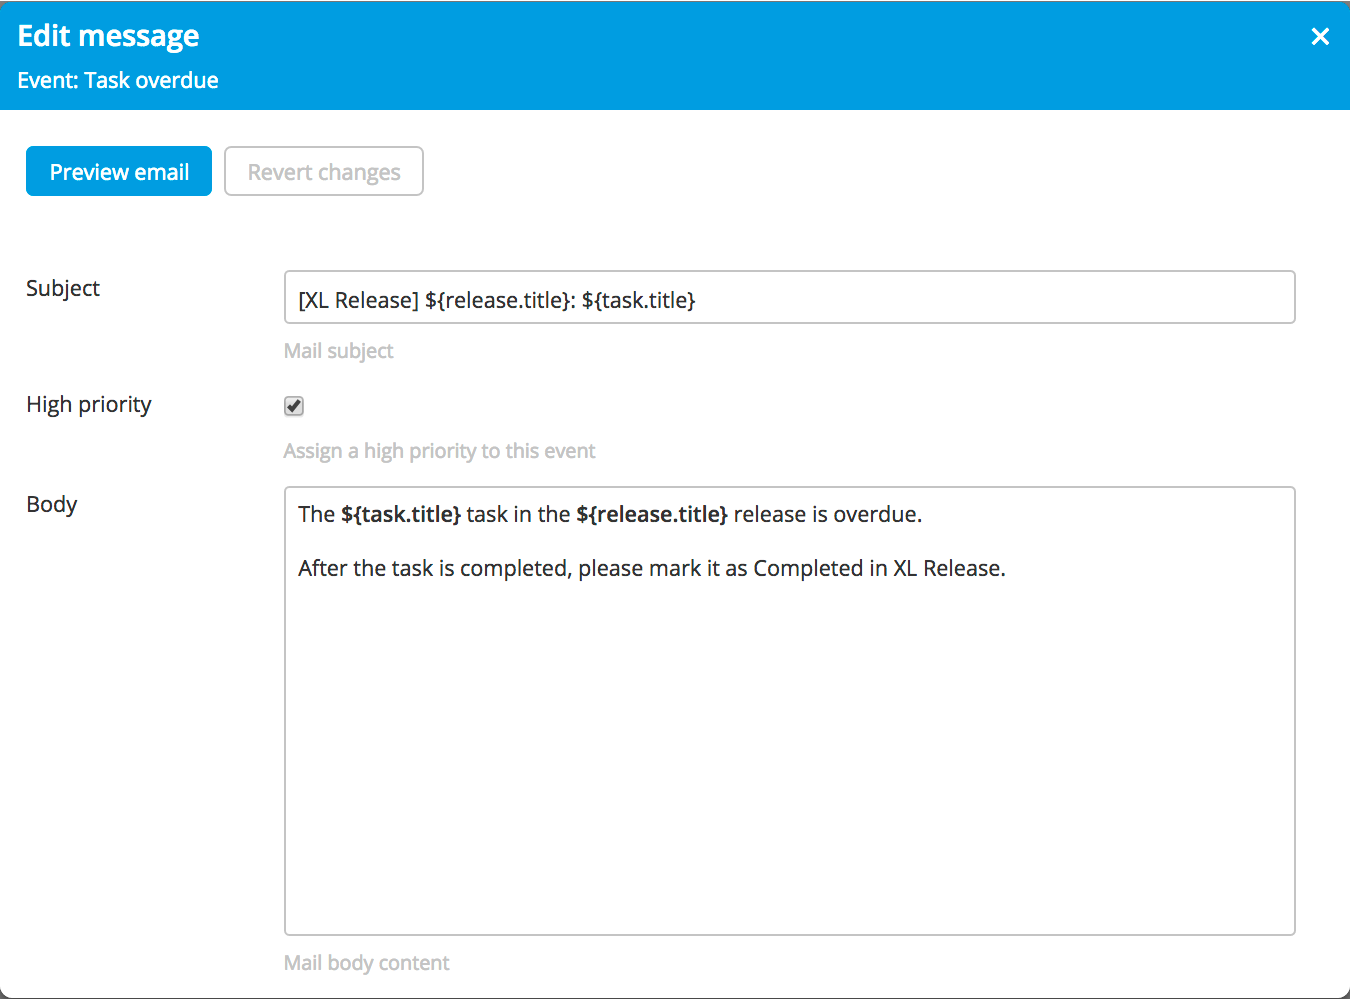 Edit message
Event: Task overdue
Preview email
Revert changes
Subject
[XL Release] ${release.title}: ${task.title}
Mail subject
High priority
Assign a high priority to this event
Body
The ${task.title} task in the ${release.title} release is overdue.
After the task is completed, please mark it as Completed in XL Release.
Mail body content